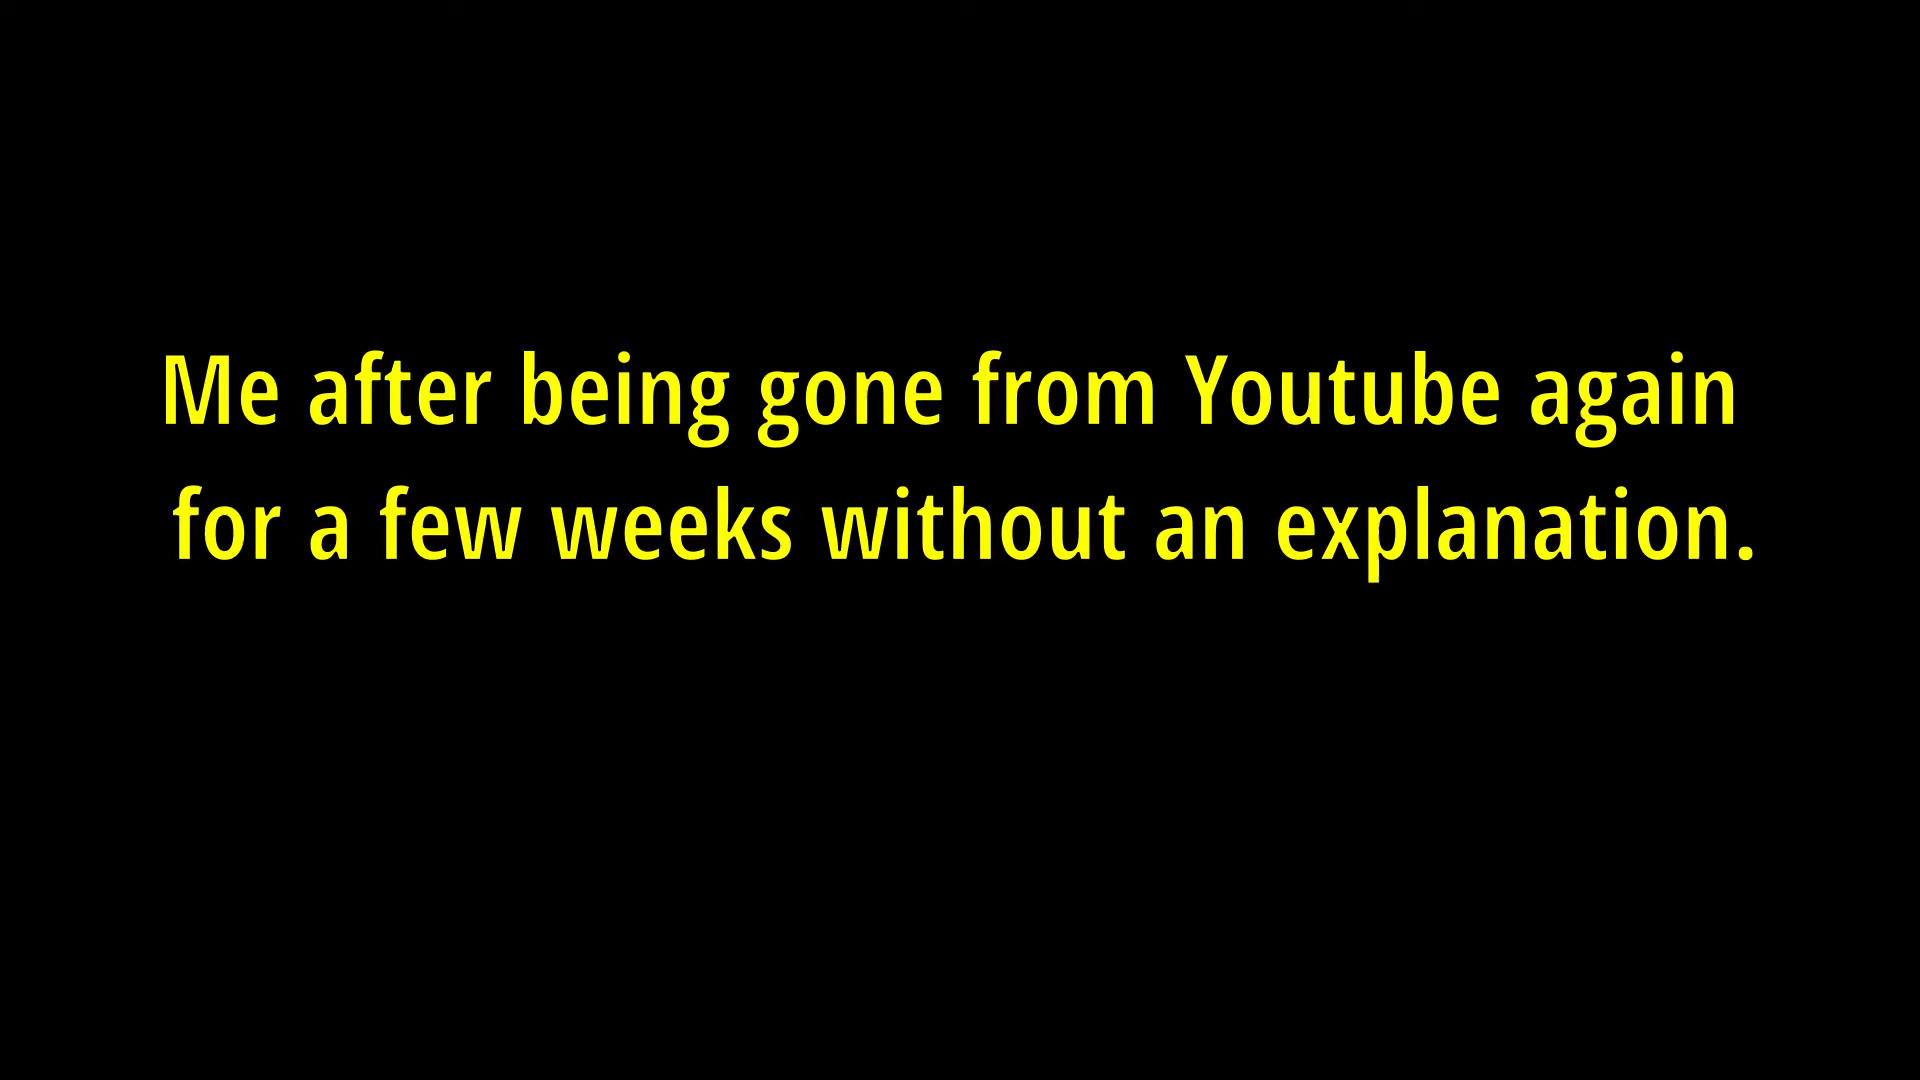 Me after being gone from Youtube again
for a few weeks without an explanation.